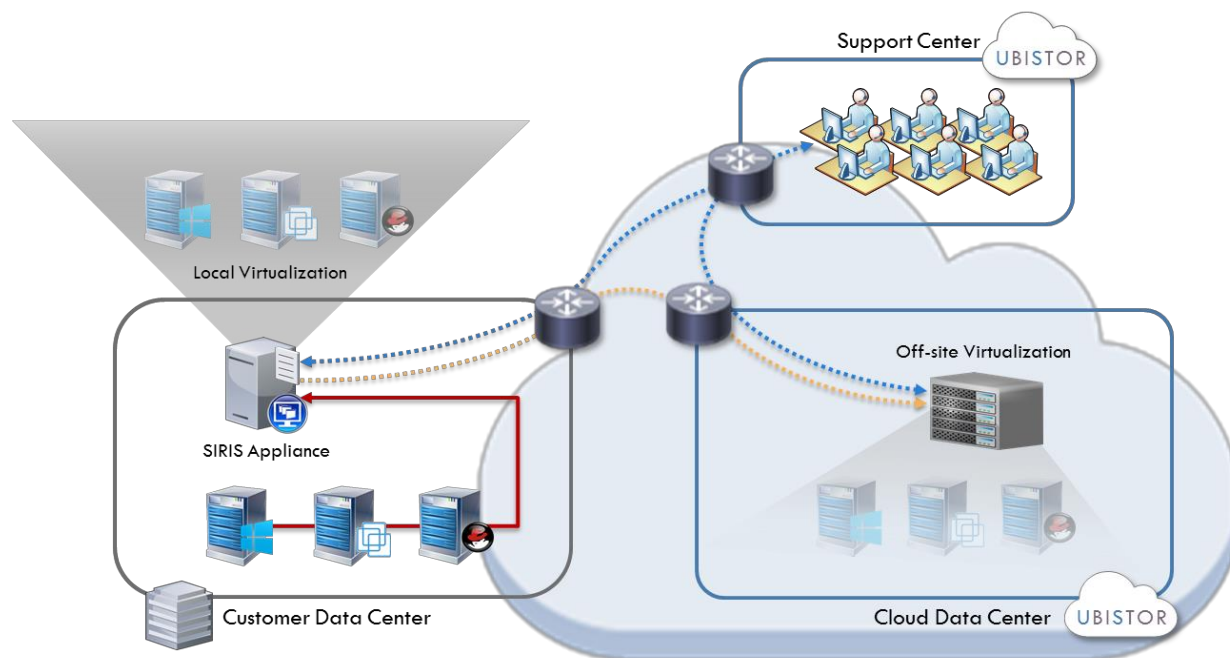 Support Center
UBISTOR
Local Virtualization
Off-site Virtualization
SIRIS Appliance
Customer Data Center
Cloud Data Center
UBISTOR